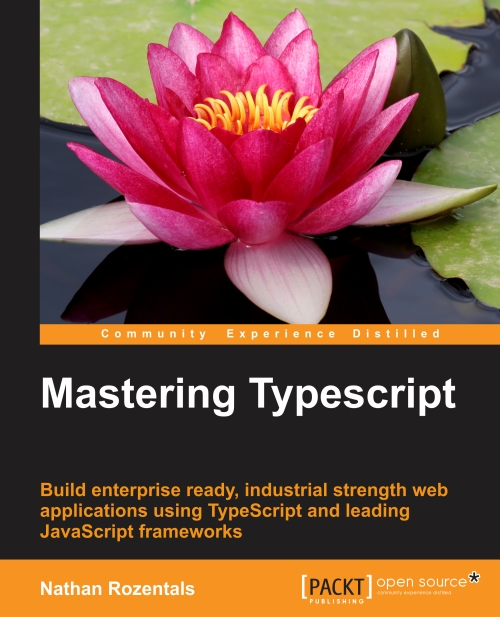 Community Experience Distilled
Mastering Typescript
Build enterprise ready, industrial strength web
applications using TypeScript and leading
JavaScript frameworks
Nathan Rozentals
[PACKT]
PUBLISHING
open source*
community experience distilled